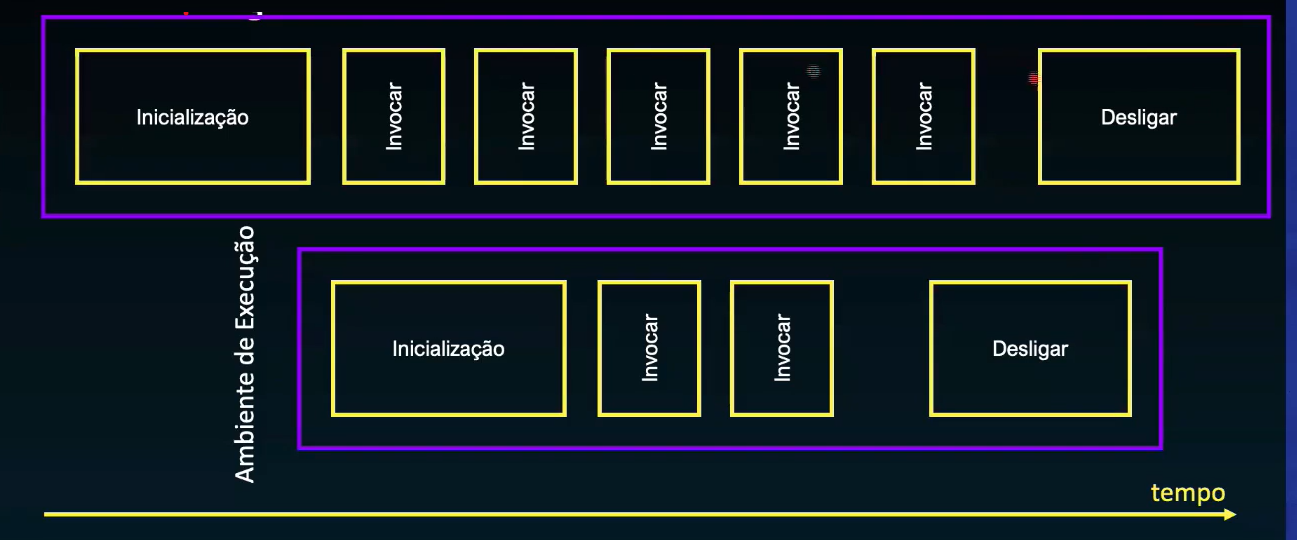 Inicialização
Invocar
Invocar
Invocar
Invocar
Invocar
Desligar
Ambiente de Execução
Inicialização
Invocar
Invocar
Desligar
tempo